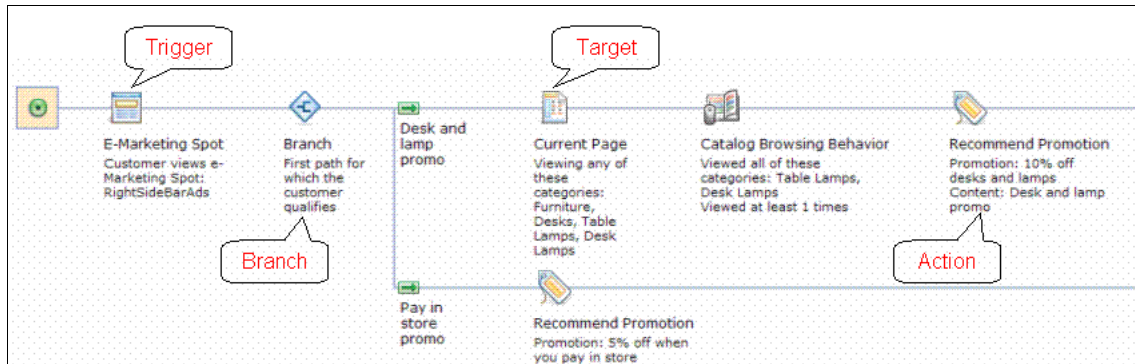 Trigger
Target
E-Marketing Spot
Customer views e-
Marketing Spot:
RightSideBarAds
Branch
First path for
which the
customer
qualifies
Branch
Desk and
lamp
promo
Current Page
Viewing any of
these
categories:
Furniture,
Desks, Table
Lamps, Desk
Lamps
Catalog Browsing Behavior
Viewed all of these
categories: Table Lamps,
Desk Lamps
Viewed at least 1 times
Recommend Promotion
Promotion: 10% off
desks and lamps
Content: Desk and lamp
promo
Action
Pay in
store
promo
Recommend Promotion
Promotion: 5% off when
you pay in store